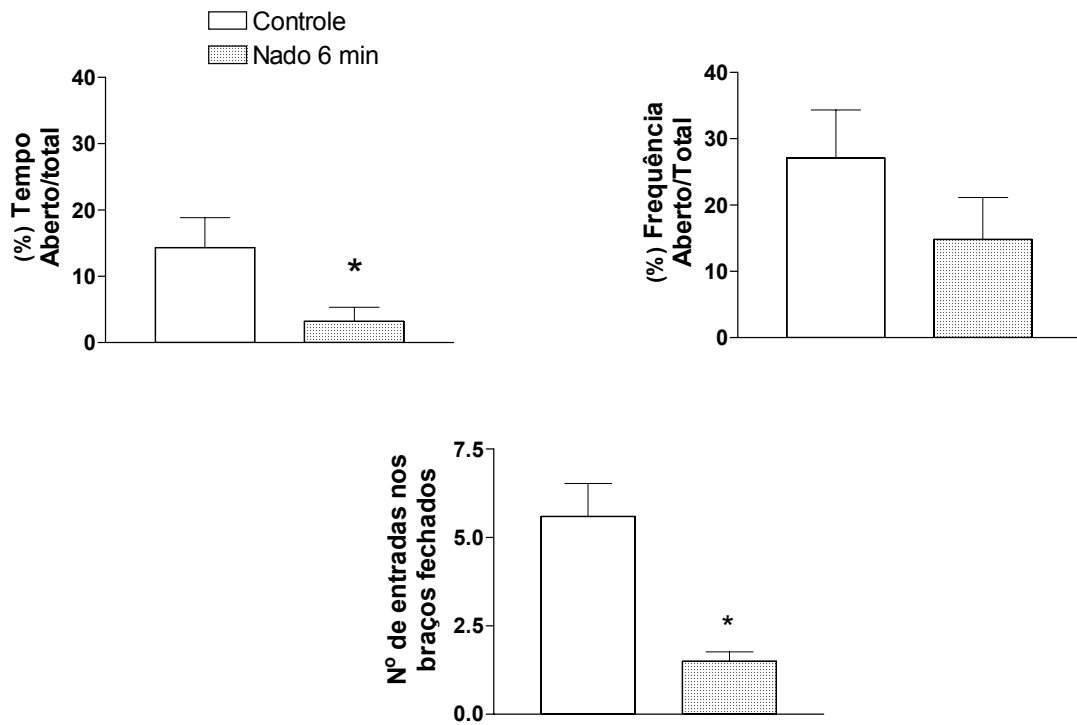 Controle
Nado 6 min
(%) Tempo
Aberto/total
40
30
20
10
0
*
(%) Frequência
Aberto/Total
40
30
20
10
0
Nº de entradas nos
braços fechados
7.5
5.0
2.5
0.0
*